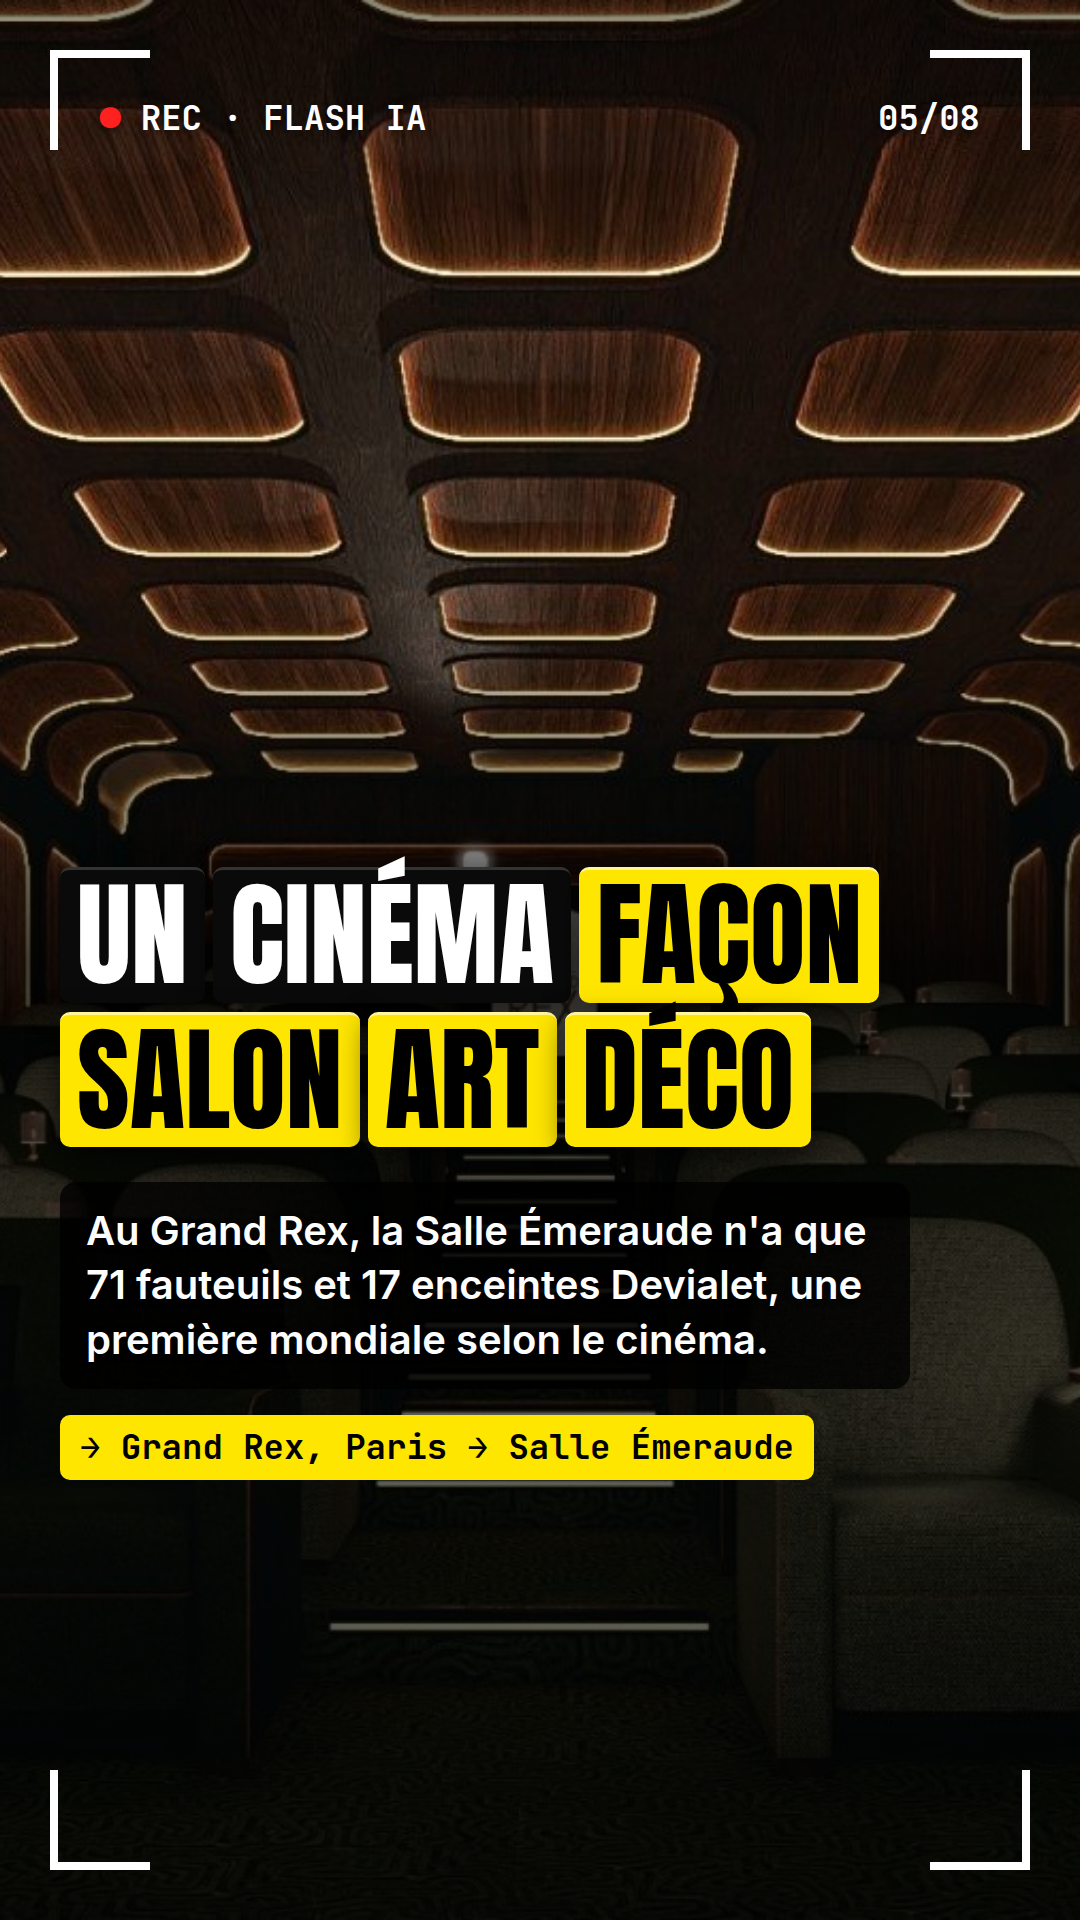 REC · FLASH IA
05/08
UN CINÉMA FAÇON
SALON ART DÉCO
Au Grand Rex, la Salle Émeraude n'a que
71 fauteuils et 17 enceintes Devialet, une
première mondiale selon le cinéma.
→ Grand Rex, Paris → Salle Émeraude